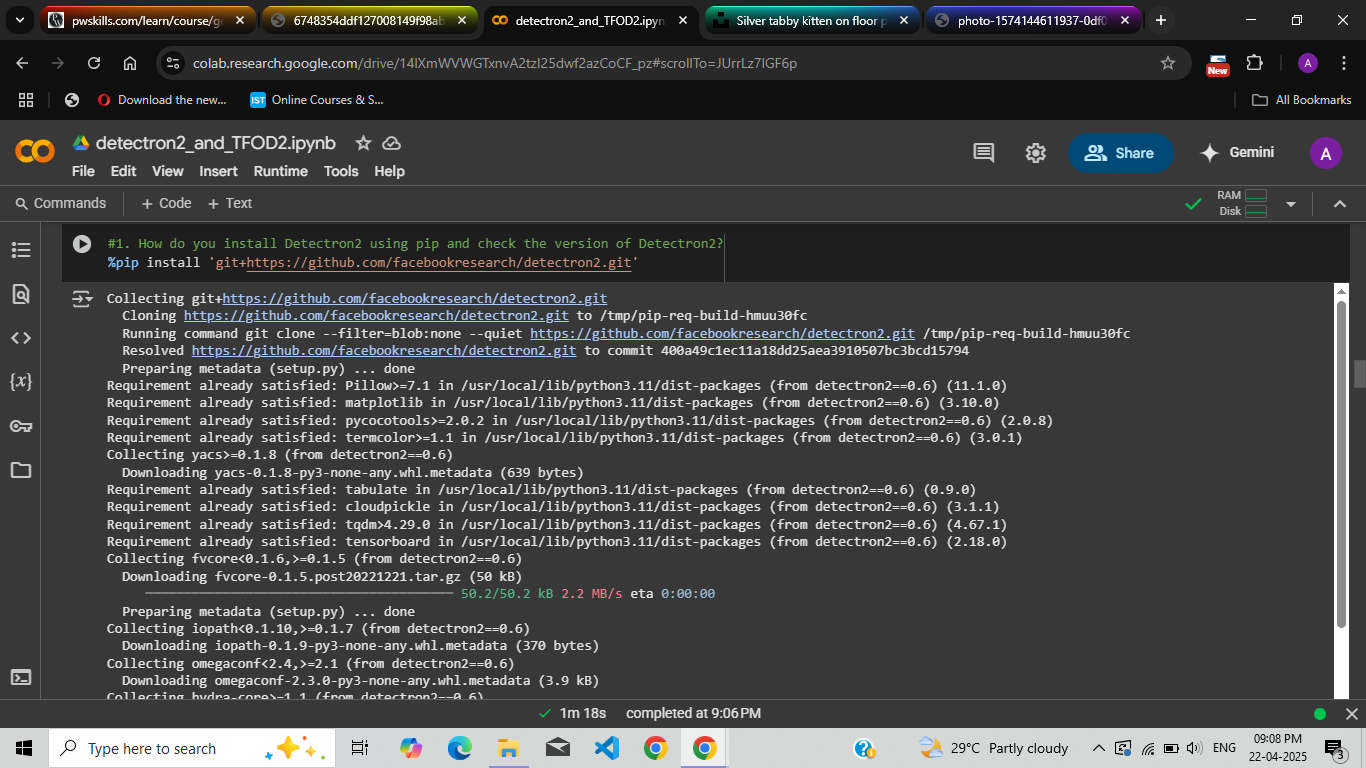 pwskills.com/learn/course/g
6748354ddf127008149f98ab
detectron2_and_TFOD2.ipyn
Silver tabby kitten on floor p
photo-1574144611937-0df0
colab.research.google.com/drive/14lXmWVWGTxnvA2tzI25dwf2azCoCF_pz#scrollTo=JUrrLz7IGF6p
New
A
Download the new...
IST
Online Courses & S...
All Bookmarks
detectron2_and_TFOD2.ipynb
Share
Gemini
A
File Edit View Insert Runtime Tools Help
Commands + Code + Text
RAM
Disk
#1. How do you install Detectron2 using pip and check the version of Detectron2?
%pip install 'git+https://github.com/facebookresearch/detectron2.git'
Collecting git+https://github.com/facebookresearch/detectron2.git
Cloning https://github.com/facebookresearch/detectron2.git to /tmp/pip-req-build-hmuu30fc
Running command git clone --filter=blob:none --quiet https://github.com/facebookresearch/detectron2.git /tmp/pip-req-build-hmuu30fc
Resolved https://github.com/facebookresearch/detectron2.git to commit 400a49c1ec11a18dd25aea3910507bc3bcd15794
Preparing metadata (setup.py) ... done
Requirement already satisfied: Pillow>=7.1 in /usr/local/lib/python3.11/dist-packages (from detectron2==0.6) (11.1.0)
Requirement already satisfied: matplotlib in /usr/local/lib/python3.11/dist-packages (from detectron2==0.6) (3.10.0)
Requirement already satisfied: pycocotools>=2.0.2 in /usr/local/lib/python3.11/dist-packages (from detectron2==0.6) (2.0.8)
Requirement already satisfied: termcolor>=1.1 in /usr/local/lib/python3.11/dist-packages (from detectron2==0.6) (3.0.1)
Collecting yacs>=0.1.8 (from detectron2==0.6)
Downloading yacs-0.1.8-py3-none-any.whl.metadata (639 bytes)
Requirement already satisfied: tabulate in /usr/local/lib/python3.11/dist-packages (from detectron2==0.6) (0.9.0)
Requirement already satisfied: cloudpickle in /usr/local/lib/python3.11/dist-packages (from detectron2==0.6) (3.1.1)
Requirement already satisfied: tqdm>4.29.0 in /usr/local/lib/python3.11/dist-packages (from detectron2==0.6) (4.67.1)
Requirement already satisfied: tensorboard in /usr/local/lib/python3.11/dist-packages (from detectron2==0.6) (2.18.0)
Collecting fvcore<0.1.6,>=0.1.5 (from detectron2==0.6)
Downloading fvcore-0.1.5.post20221221.tar.gz (50 kB)
50.2/50.2 kB 2.2 MB/s eta 0:00:00
Preparing metadata (setup.py) ... done
Collecting iopath<0.1.10,>=0.1.7 (from detectron2==0.6)
Downloading iopath-0.1.9-py3-none-any.whl.metadata (370 bytes)
Collecting omegaconf<2.4,>=2.1 (from detectron2==0.6)
Downloading omegaconf-2.3.0-py3-none-any.whl.metadata (3.9 kB)
Collecting hydra-core>=1.1 (from detectron2==0.6)
1m 18s completed at 9:06 PM
Type here to search
29°C Partly cloudy
ENG
09:08 PM
22-04-2025
3